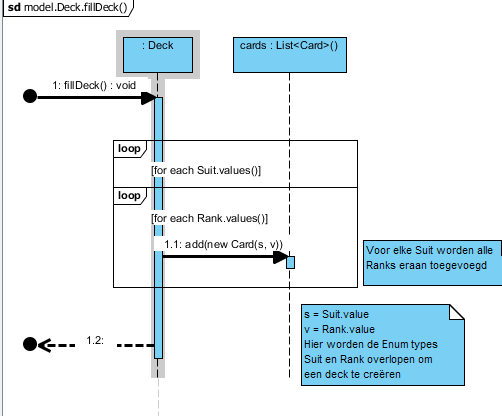 sd model.Deck.fillDeck()
: Deck
cards : List<Card>()
1: fillDeck() : void
loop
[for each Suit.values()]
loop
[for each Rank.values()]
1.1: add(new Card(s, v))
Voor elke Suit worden alle
Ranks eraan toegevoegd
s = Suit.value
v = Rank.value
Hier worden de Enum types
Suit en Rank overlopen om
een deck te creëren
1.2: